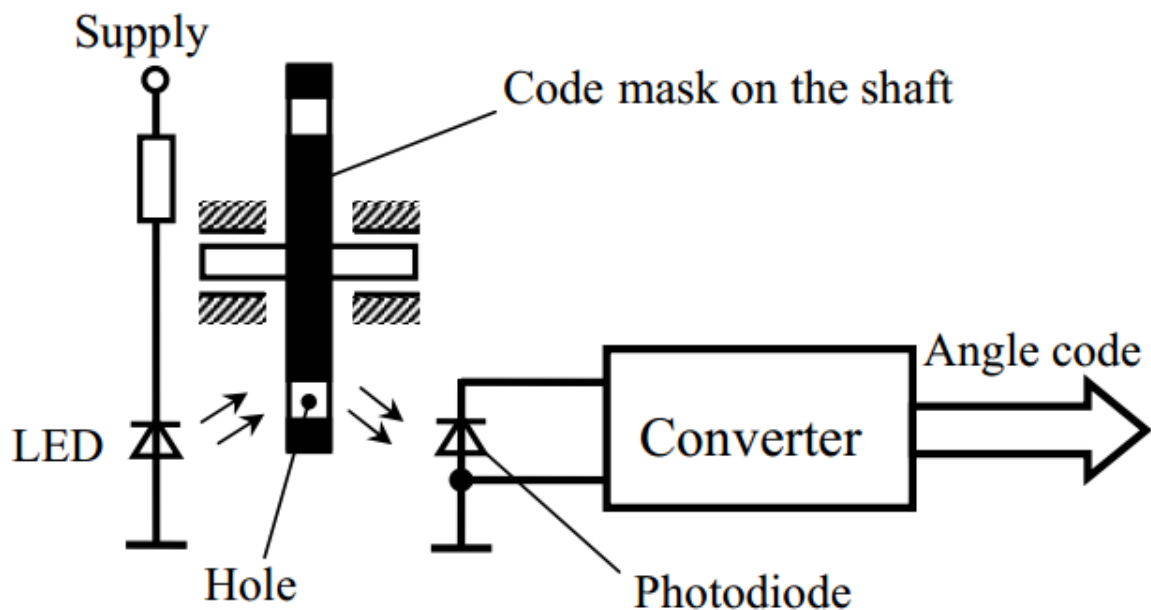 Supply
Code mask on the shaft
Angle code
LED
Converter
Hole
Photodiode